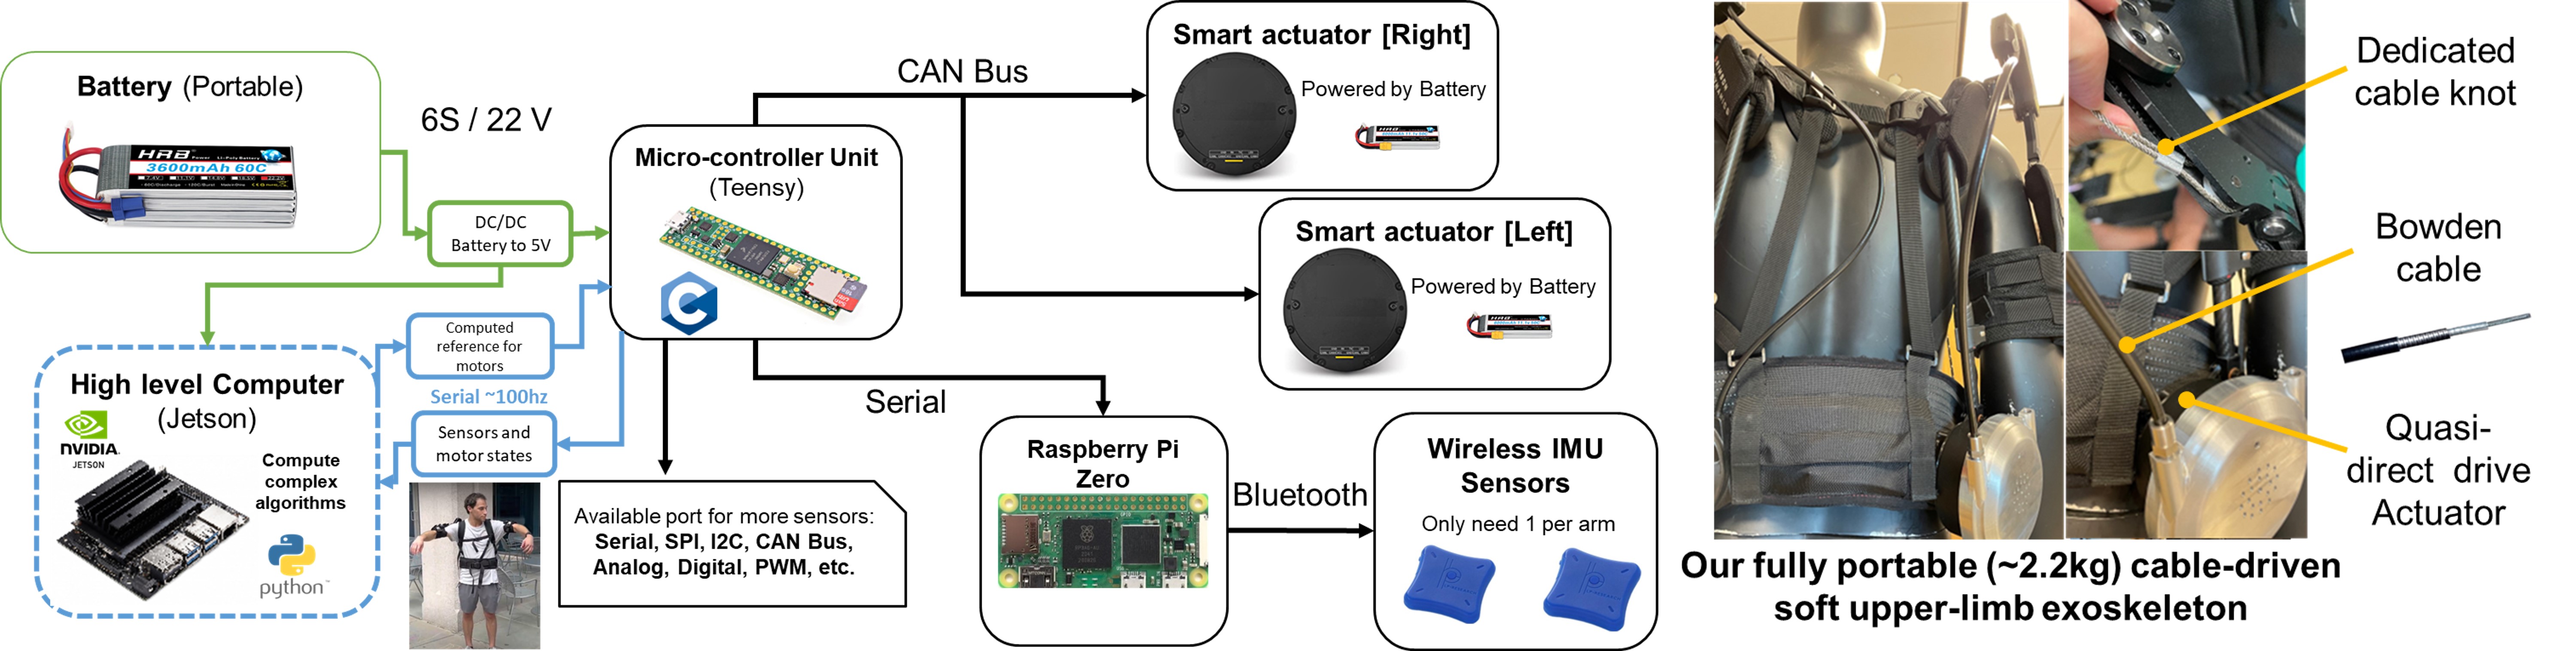 Battery (Portable)
HRB Power
3600mAh 60C
6S / 22 V
DC/DC
Battery to 5V
High level Computer
(Jetson)
NVIDIA.
JETSON
Compute
complex
algorithms
python
Computed
reference for
motors
Serial ~100hz
Sensors and
motor states
Micro-controller Unit
(Teensy)
C
CAN Bus
Serial
Available port for more sensors:
Serial, SPI, I2C, CAN Bus,
Analog, Digital, PWM, etc.
Smart actuator [Right]
Powered by Battery
HRB
Smart actuator [Left]
Powered by Battery
HRB
Raspberry Pi
Zero
Bluetooth
Wireless IMU
Sensors
Only need 1 per arm
Dedicated
cable knot
Bowden
cable
Quasi-
direct drive
Actuator
Our fully portable (~2.2kg) cable-driven
soft upper-limb exoskeleton